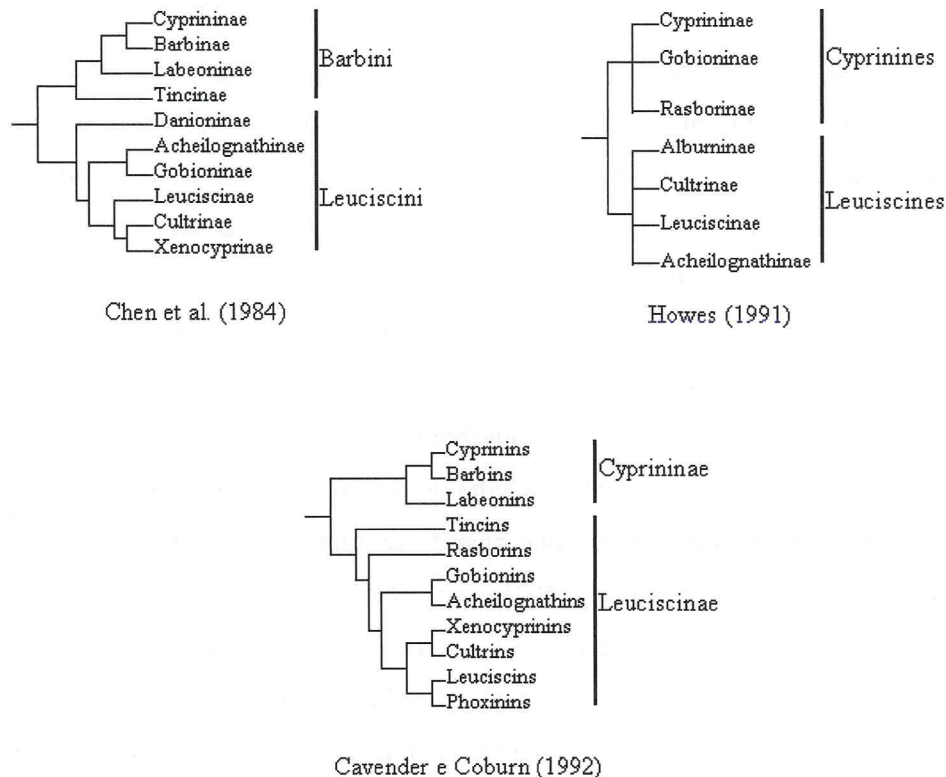 Cyprininae
Barbinae
Labeoninae
Tincinae
Danioninae
Acheilognathinae
Gobioninae
Leuciscinae
Cultrinae
Xenocyprinae
Barbini
Leuciscini
Chen et al. (1984)
Cyprininae
Gobioninae
Rasborinae
Alburninae
Cultrinae
Leuciscinae
Acheilognathinae
Cyprinines
Leuciscines
Howes (1991)
Cyprinins
Barbins
Labeonins
Tincins
Rasborins
Gobionins
Acheilognathins
Xenocyprinins
Cultrins
Leuciscins
Phoxinins
Cyprininae
Leuciscinae
Cavender e Coburn (1992)